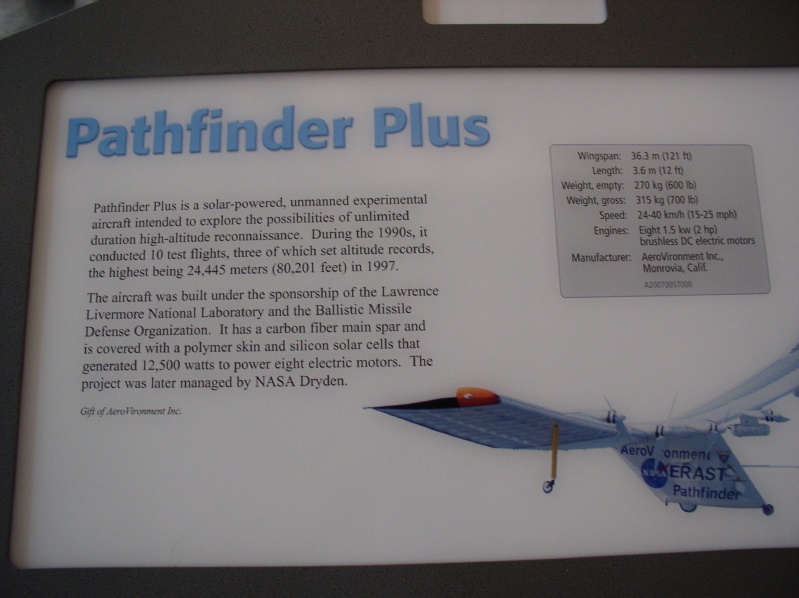 Pathfinder Plus
Pathfinder Plus is a solar-powered, unmanned experimental
aircraft intended to explore the possibilities of unlimited
duration high-altitude reconnaissance. During the 1990s, it
conducted 10 test flights, three of which set altitude records,
the highest being 24,445 meters (80,201 feet) in 1997.
The aircraft was built under the sponsorship of the Lawrence
Livermore National Laboratory and the Ballistic Missile
Defense Organization. It has a carbon fiber main spar and
is covered with a polymer skin and silicon solar cells that
generated 12,500 watts to power eight electric motors. The
project was later managed by NASA Dryden.
Gift of AeroVironment Inc.
Wingspan: 36.3 m (121 ft)
Length: 3.6 m (12 ft)
Weight, empty: 270 kg (600 lb)
Weight, gross: 315 kg (700 lb)
Speed: 24-40 km/h (15-25 mph)
Engines: Eight 1.5 kw (2 hp)
brushless DC electric motors
Manufacturer: AeroVironment Inc.,
Monrovia, Calif.
A20070057000
AeroV onment
NASA ERAST
Pathfinder